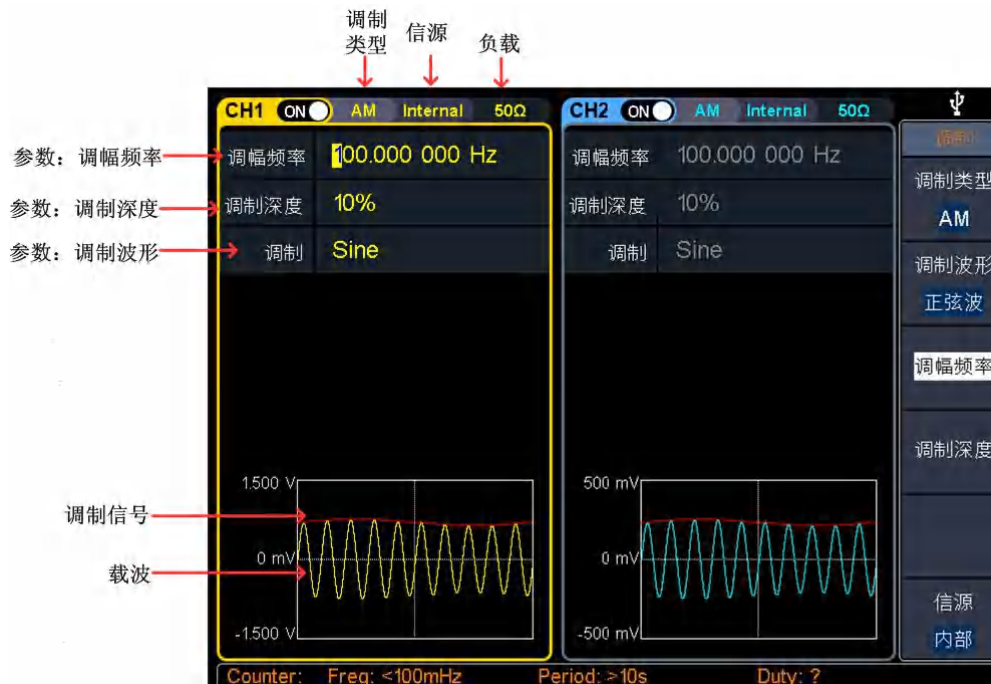 调制
类型
信源
负载
CH1 ON AM Internal 50Ω
CH2 ON AM Internal 50Ω
参数：调幅频率
调幅频率 100.000 000 Hz
调幅频率 100.000 000 Hz
参数：调制深度
调制深度 10%
调制深度 10%
参数：调制波形
调制 Sine
调制 Sine
调制类型
AM
调制波形
正弦波
调幅频率
调制深度
信源
内部
1.500 V
0 mV
-1.500 V
500 mV
0 mV
-500 mV
调制信号
载波
Counter: Freq: <100mHz Period: >10s Duty: ?